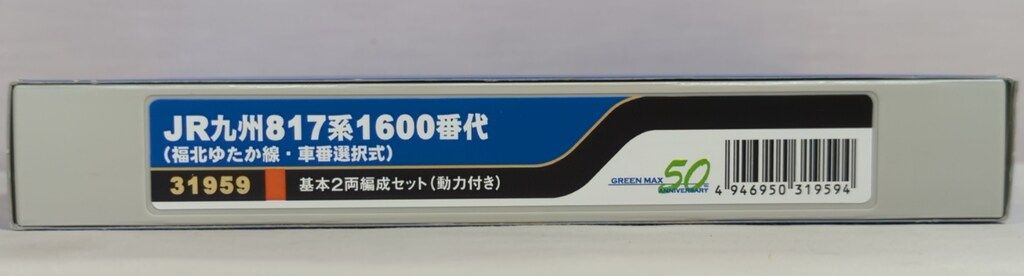 JR九州817系1600番代
(福北ゆたか線・車番選択式)
31959
基本2両編成セット(動力付き)
GREEN MAX 50th
ANNIVERSARY
4 946950 319594